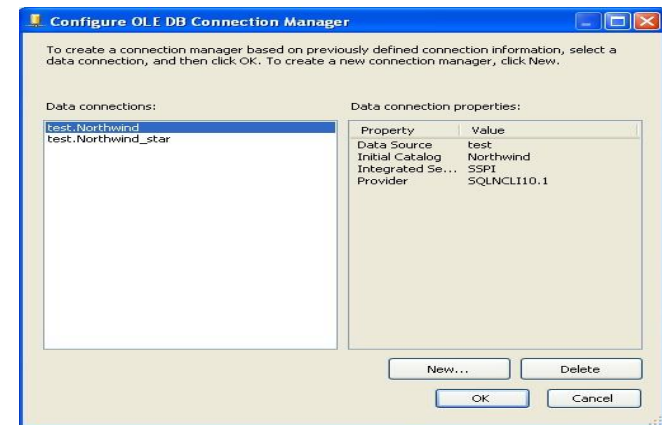 Configure OLE DB Connection Manager
To create a connection manager based on previously defined connection information, select a
data connection, and then click OK. To create a new connection manager, click New.
Data connections:
test.Northwind
test.Northwind_star
Data connection properties:
Property Value
Data Source test
Initial Catalog Northwind
Integrated Se... SSPI
Provider SQLNCLI10.1
New... Delete
OK Cancel